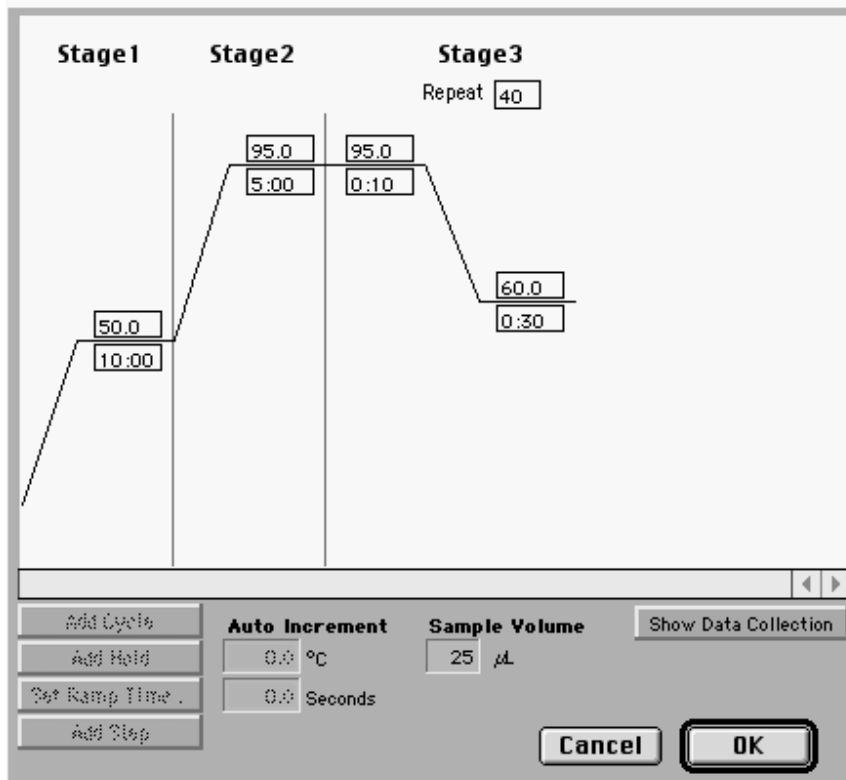 Stage1 Stage2 Stage3
Repeat 40
95.0 95.0
5:00 0:10
60.0
0:30
50.0
10:00
Add Cycle
Add Hold
Set Ramp Time .
Add Step
Auto Increment
0.0 °C
0.0 Seconds
Sample Volume
25 µL
Show Data Collection
Cancel OK